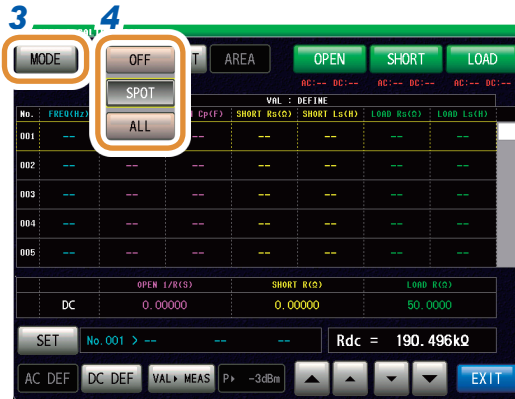 3 4
MODE OFF AREA OPEN SHORT LOAD
SPOT
ALL
AC:-- DC:-- AC:-- DC:-- AC:-- DC:--
VAL : DEFINE
No. FREQ(Hz) Cp(F) SHORT Rs(Ω) SHORT Ls(H) LOAD Rs(Ω) LOAD Ls(H)
001 -- -- -- -- -- -- --
002 -- -- -- -- -- -- --
003 -- -- -- -- -- -- --
004 -- -- -- -- -- -- --
005 -- -- -- -- -- -- --
OPEN 1/R(S) SHORT R(Ω) LOAD R(Ω)
DC 0.00000 0.00000 50.0000
SET No.001 > -- -- -- Rdc = 190.496kΩ
AC DEF DC DEF VAL▸ MEAS P▸ -3dBm EXIT